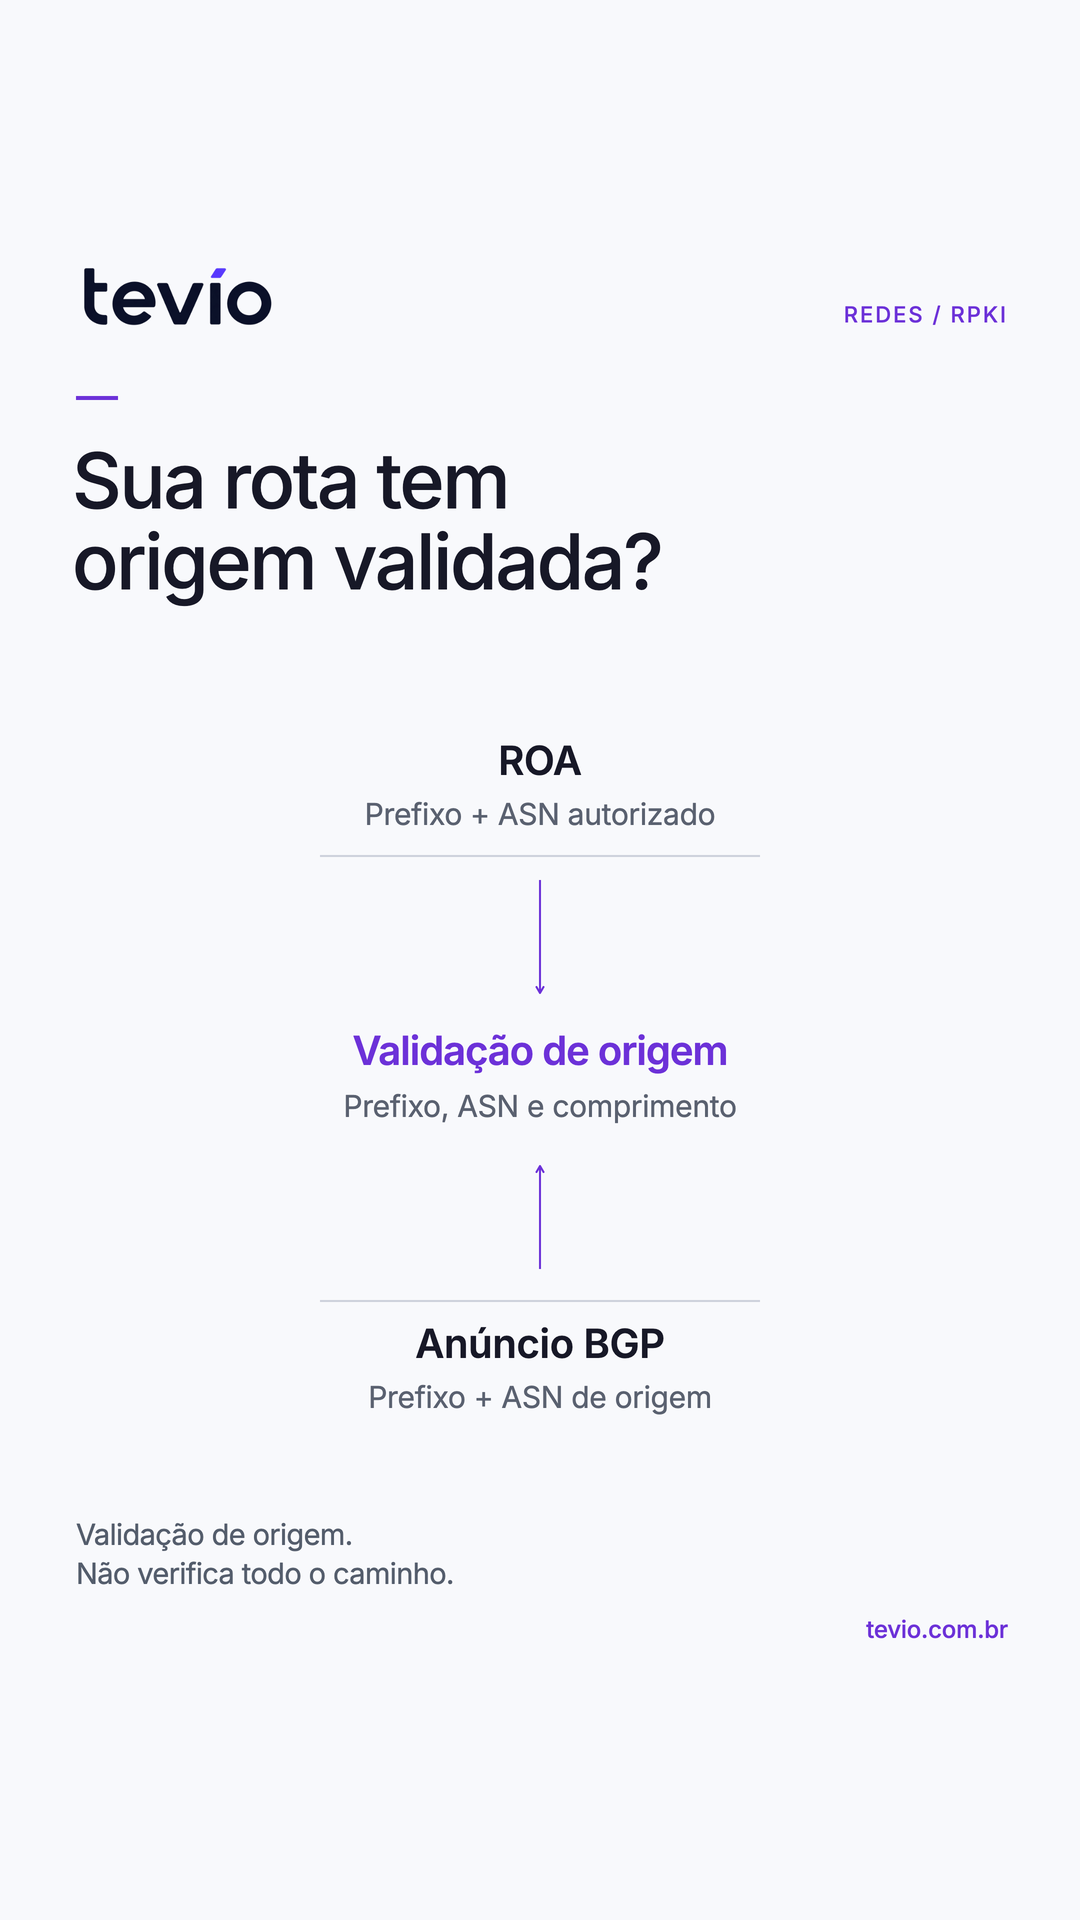 tevío
REDES / RPKI
Sua rota tem
origem validada?
ROA
Prefixo + ASN autorizado
Validação de origem
Prefixo, ASN e comprimento
Anúncio BGP
Prefixo + ASN de origem
Validação de origem.
Não verifica todo o caminho.
tevio.com.br